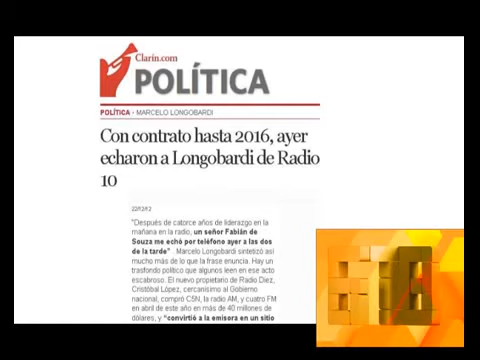 Clarín.com
POLÍTICA
POLÍTICA - MARCELO LONGOBARDI
Con contrato hasta 2016, ayer
echaron a Longobardi de Radio
10
22/12/12
"Después de catorce años de liderazgo en la
mañana en la radio, un señor Fabián de
Souza me echó por teléfono ayer a las dos
de la tarde" Marcelo Longobardi sintetizó así
mucho más de lo que la frase enuncia. Hay un
trasfondo político que algunos leen en ese acto
escabroso. El nuevo propietario de Radio Diez,
Cristóbal López, cercanísimo al Gobierno
nacional, compró C5N, la radio AM, y cuatro FM
en abril de este año en más de 40 millones de
dólares, y "convirtió a la emisora en un sitio